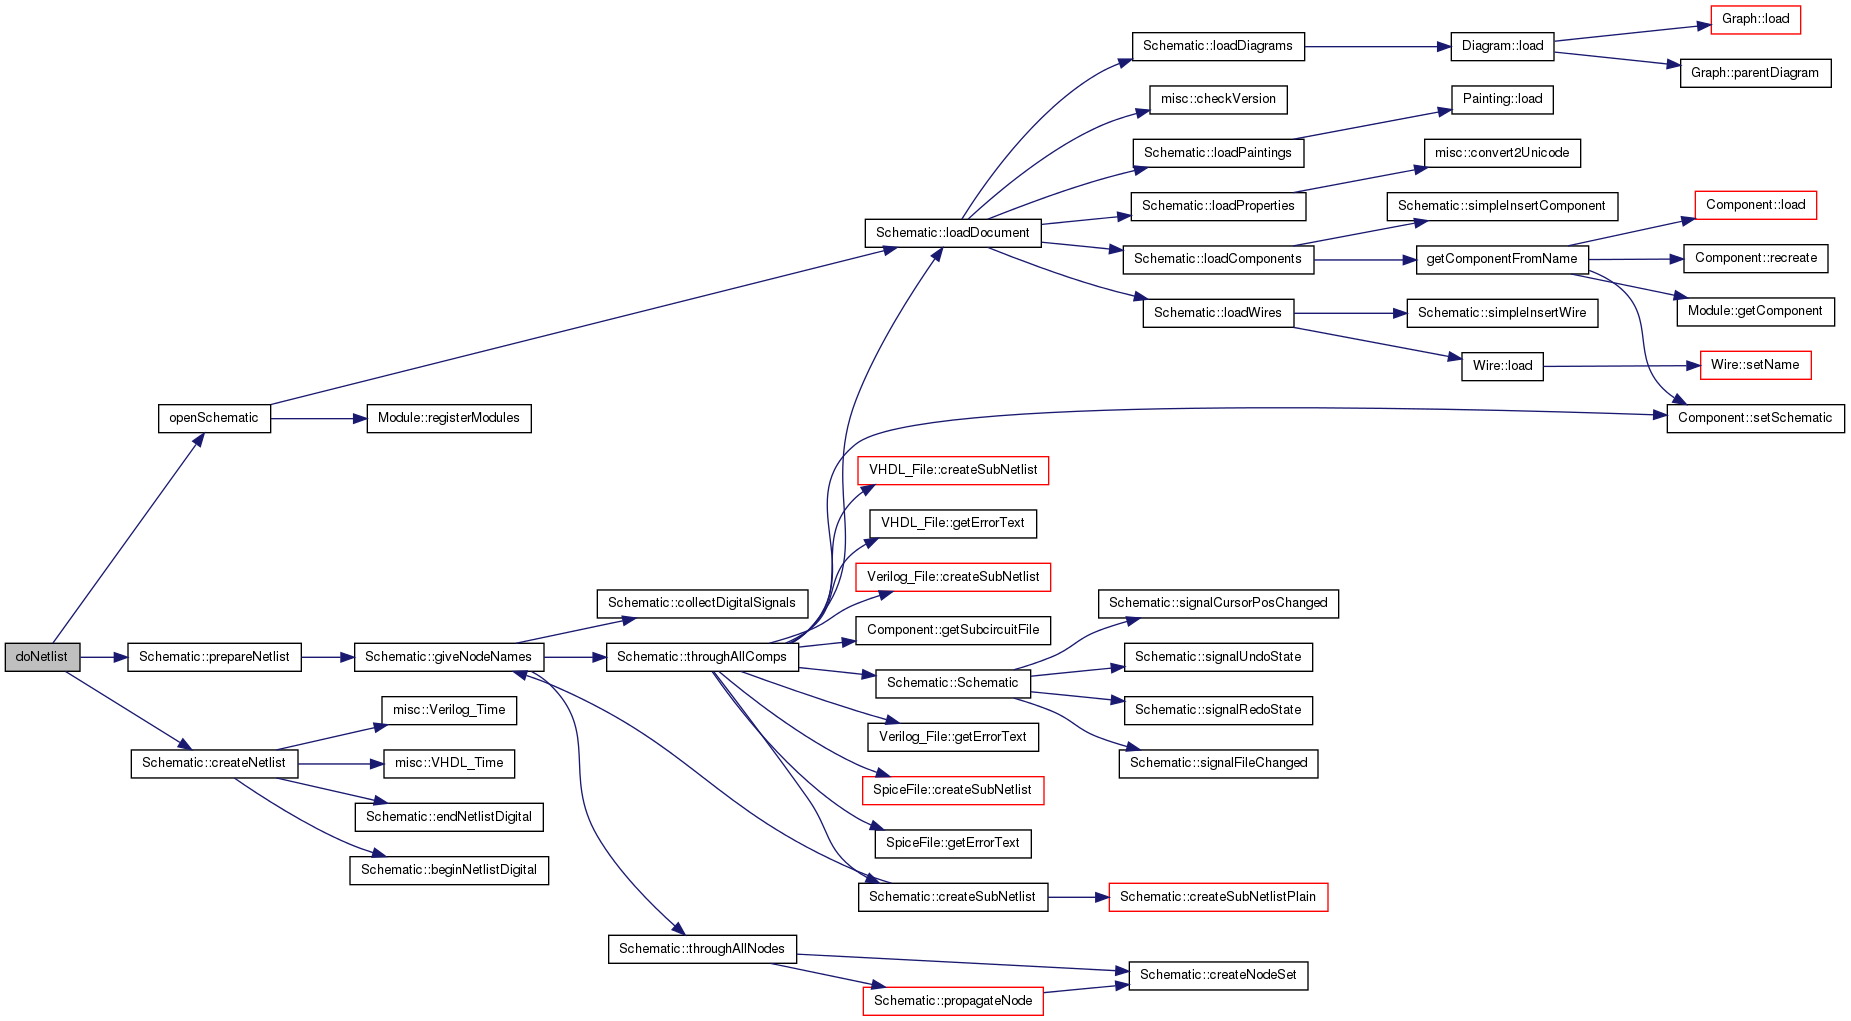 Graph::load
Schematic::loadDiagrams
Diagram::load
Graph::parentDiagram
misc::checkVersion
Painting::load
Schematic::loadPaintings
misc::convert2Unicode
Schematic::loadProperties
Schematic::simpleInsertComponent
Component::load
Schematic::loadDocument
Schematic::loadComponents
getComponentFromName
Component::recreate
Schematic::loadWires
Schematic::simpleInsertWire
Module::getComponent
Wire::load
Wire::setName
openSchematic
Module::registerModules
Component::setSchematic
VHDL_File::createSubNetlist
VHDL_File::getErrorText
Verilog_File::createSubNetlist
Schematic::collectDigitalSignals
Schematic::signalCursorPosChanged
Component::getSubcircuitFile
doNetlist
Schematic::prepareNetlist
Schematic::giveNodeNames
Schematic::throughAllComps
Schematic::signalUndoState
Schematic::Schematic
misc::Verilog_Time
Schematic::signalRedoState
Verilog_File::getErrorText
Schematic::createNetlist
misc::VHDL_Time
Schematic::signalFileChanged
SpiceFile::createSubNetlist
Schematic::endNetlistDigital
SpiceFile::getErrorText
Schematic::beginNetlistDigital
Schematic::createSubNetlist
Schematic::createSubNetlistPlain
Schematic::throughAllNodes
Schematic::createNodeSet
Schematic::propagateNode